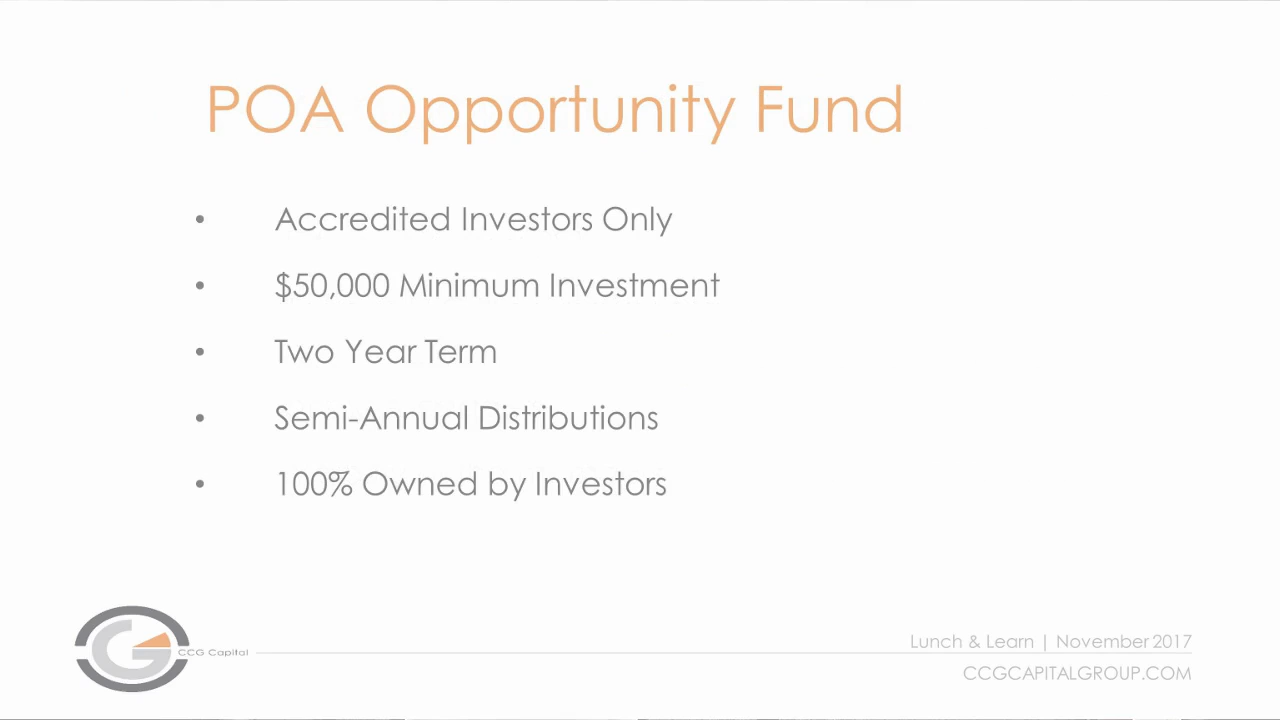 POA Opportunity Fund
• Accredited Investors Only
• $50,000 Minimum Investment
• Two Year Term
• Semi-Annual Distributions
• 100% Owned by Investors
CCG Capital
Lunch & Learn | November 2017
CCGCAPITALGROUP.COM